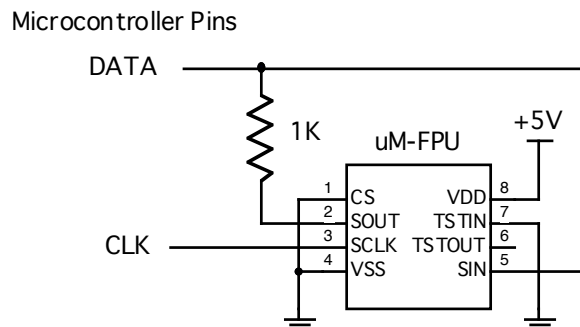 Microcontroller Pins
DATA
1K
uM-FPU
+5V
1 CS VDD 8
2 SOUT TSTIN 7
CLK 3 SCLK TSTOUT 6
4 VSS SIN 5